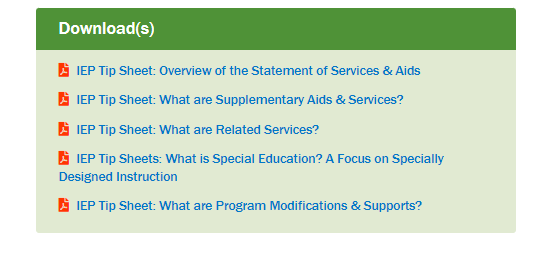 Download(s)
IEP Tip Sheet: Overview of the Statement of Services & Aids
IEP Tip Sheet: What are Supplementary Aids & Services?
IEP Tip Sheet: What are Related Services?
IEP Tip Sheets: What is Special Education? A Focus on Specially
Designed Instruction
IEP Tip Sheet: What are Program Modifications & Supports?